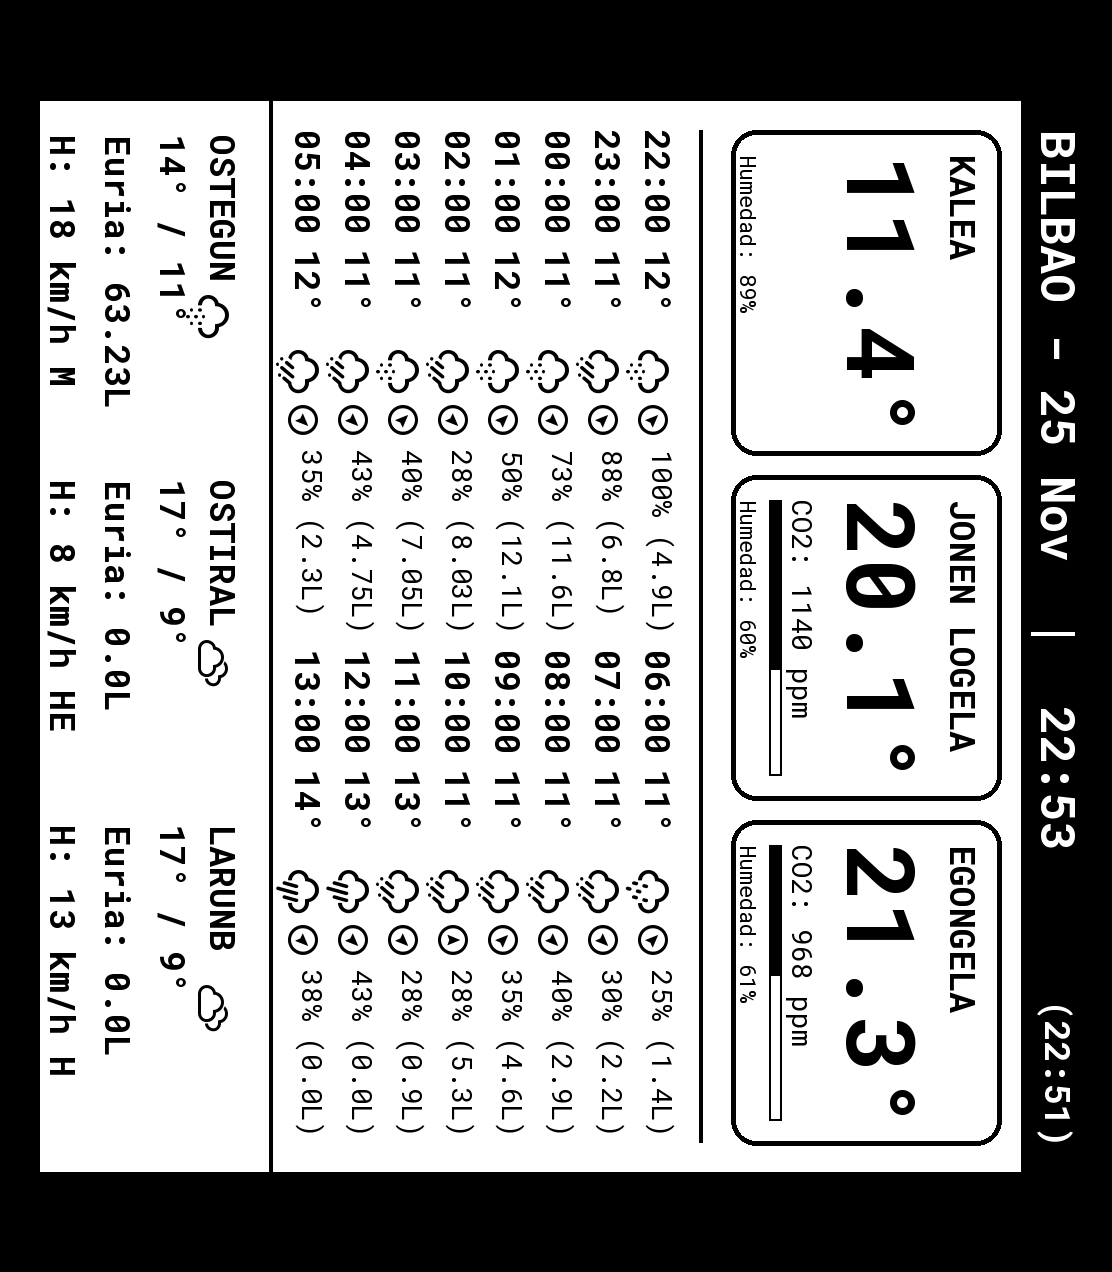 BILBAO - 25 Nov | 22:53 (22:51)
KALEA
11.4°
Humedad: 89%
JONEN LOGELA
20.1°
CO2: 1140 ppm
Humedad: 60%
EGONGELA
21.3°
CO2: 968 ppm
Humedad: 61%
22:00 12° 100% (4.9L) 06:00 11° 25% (1.4L)
23:00 11° 88% (6.8L) 07:00 11° 30% (2.2L)
00:00 11° 73% (11.6L) 08:00 11° 40% (2.9L)
01:00 12° 50% (12.1L) 09:00 11° 35% (4.6L)
02:00 11° 28% (8.03L) 10:00 11° 28% (5.3L)
03:00 11° 40% (7.05L) 11:00 13° 28% (0.9L)
04:00 11° 43% (4.75L) 12:00 13° 43% (0.0L)
05:00 12° 35% (2.3L) 13:00 14° 38% (0.0L)
OSTEGUN
14° / 11°
Euria: 63.23L
H: 18 km/h M
OSTIRAL
17° / 9°
Euria: 0.0L
H: 8 km/h HE
LARUNB
17° / 9°
Euria: 0.0L
H: 13 km/h H